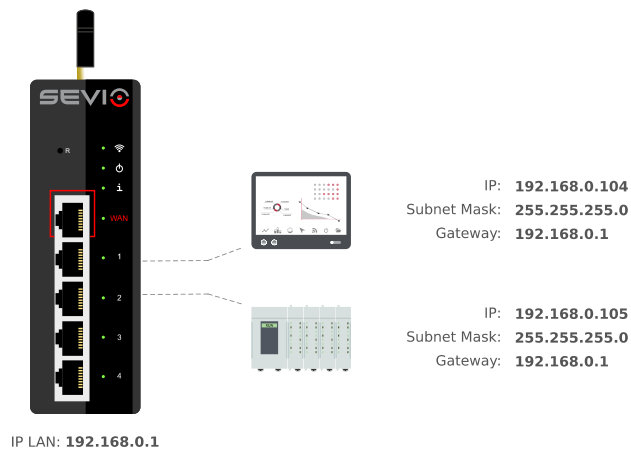 SEVIO
R
i
WAN
1
2
3
4
IP: 192.168.0.104
Subnet Mask: 255.255.255.0
Gateway: 192.168.0.1
IP: 192.168.0.105
Subnet Mask: 255.255.255.0
Gateway: 192.168.0.1
IP LAN: 192.168.0.1